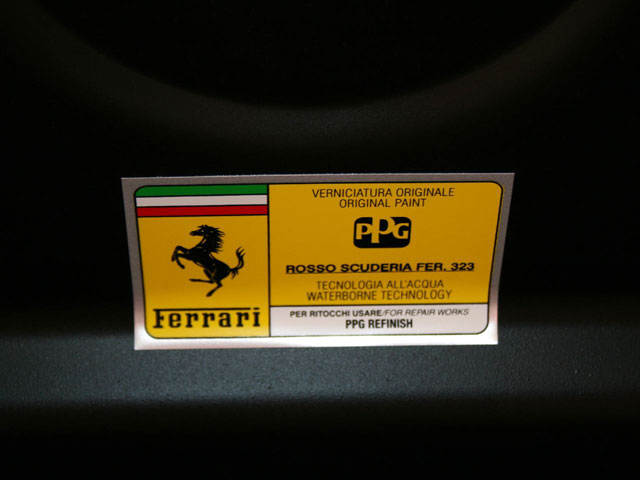 VERNICIATURA ORIGINALE
ORIGINAL PAINT
PPG
ROSSO SCUDERIA FER. 323
TECNOLOGIA ALL'ACQUA
WATERBORNE TECHNOLOGY
PER RITOCCHI USARE/FOR REPAIR WORKS
PPG REFINISH
Ferrari